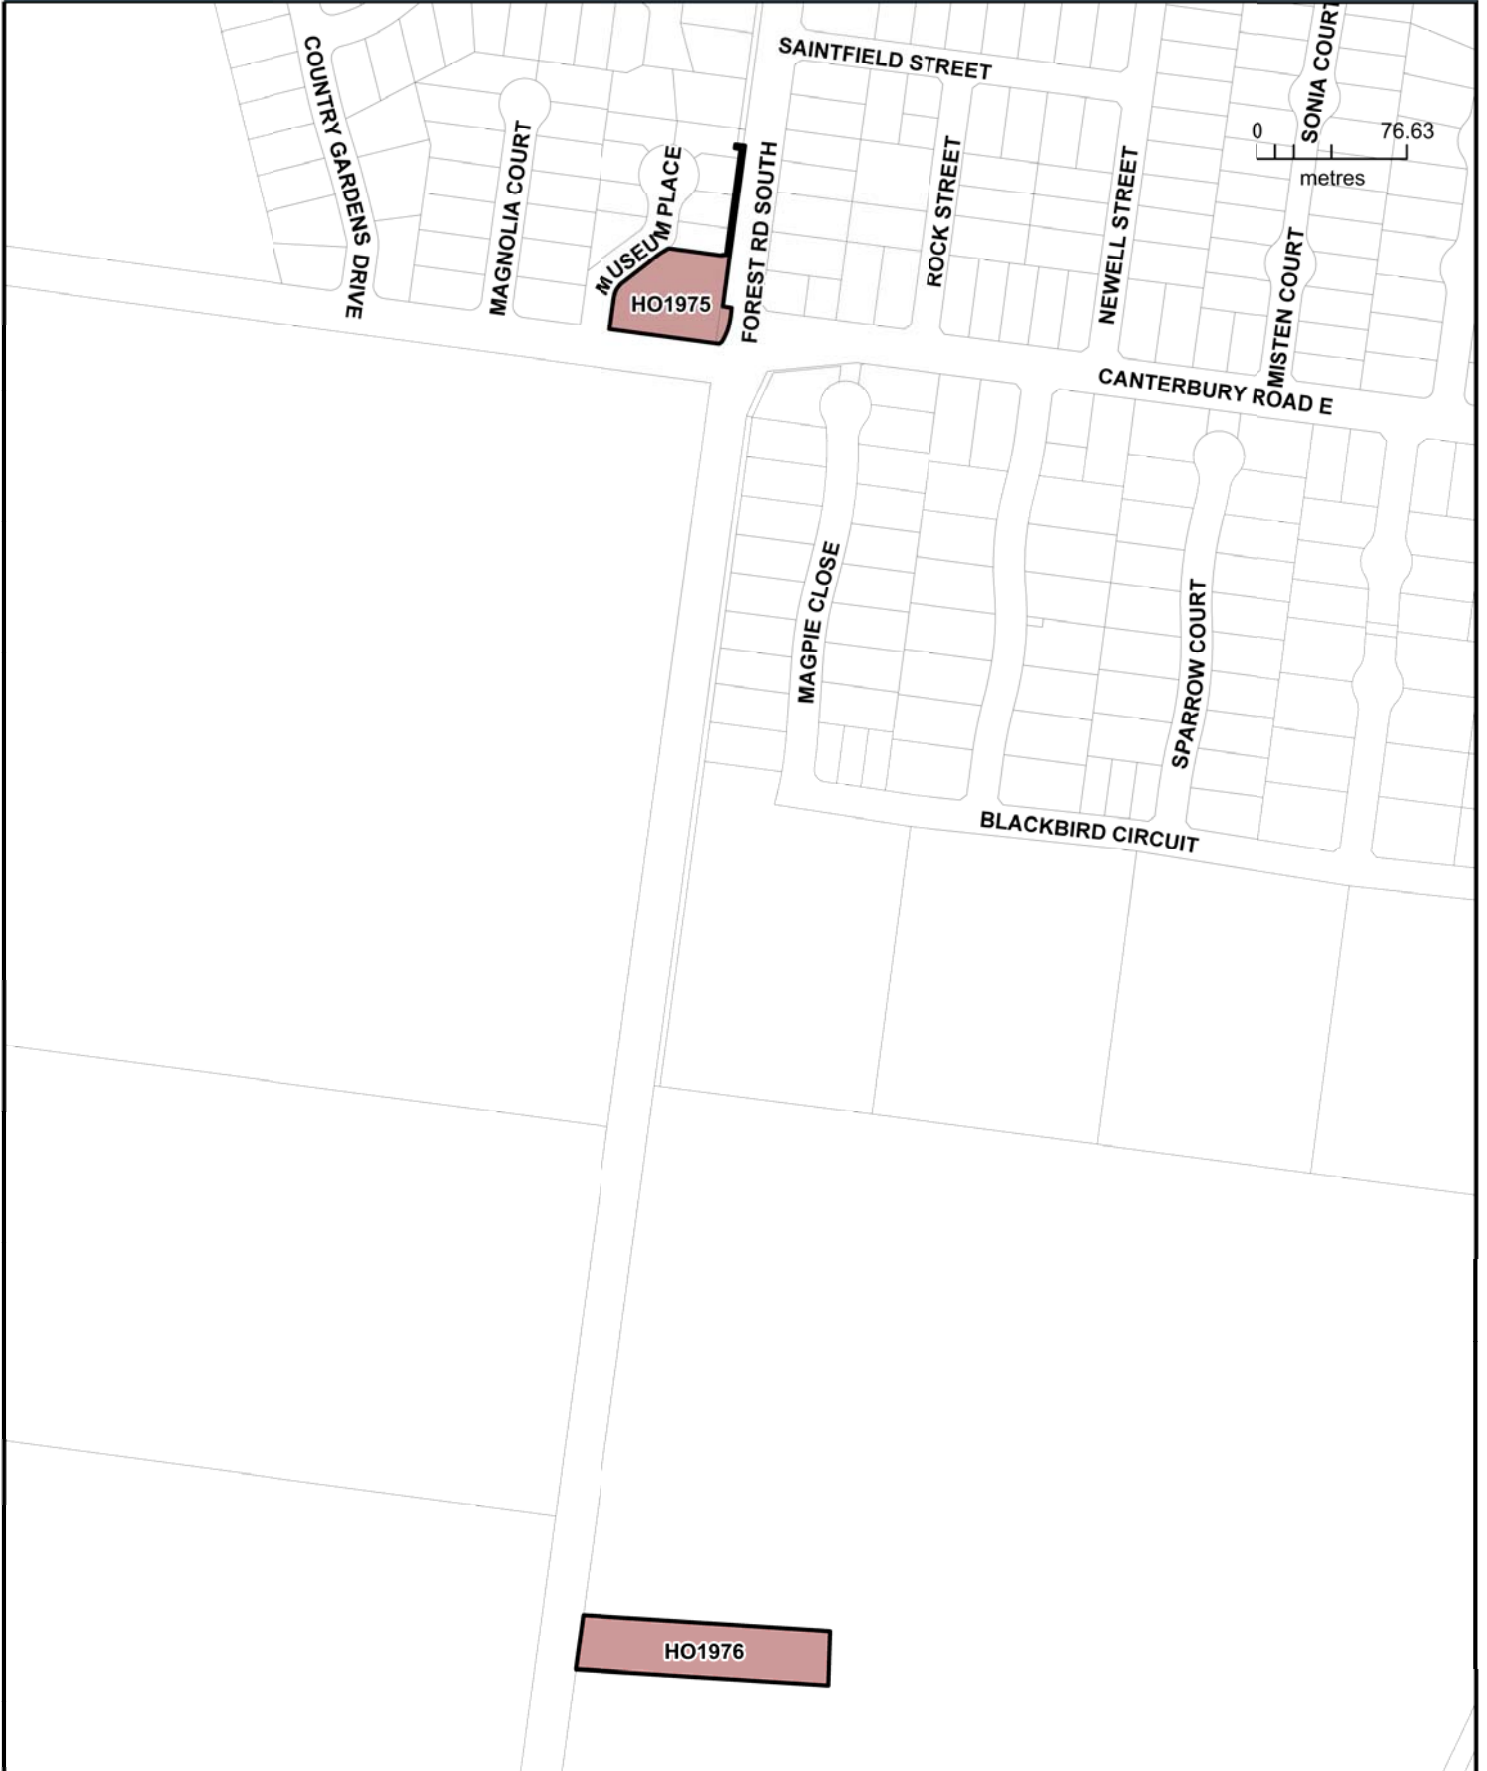 COUNTRY GARDENS DRIVE
MAGNOLIA COURT
MUSEUM PLACE
FOREST RD SOUTH
SAINTFIELD STREET
ROCK STREET
NEWELL STREET
SONIA COURT
0 76.63
metres
MISTEN COURT
HO1975
CANTERBURY ROAD E
MAGPIE CLOSE
SPARROW COURT
BLACKBIRD CIRCUIT
HO1976